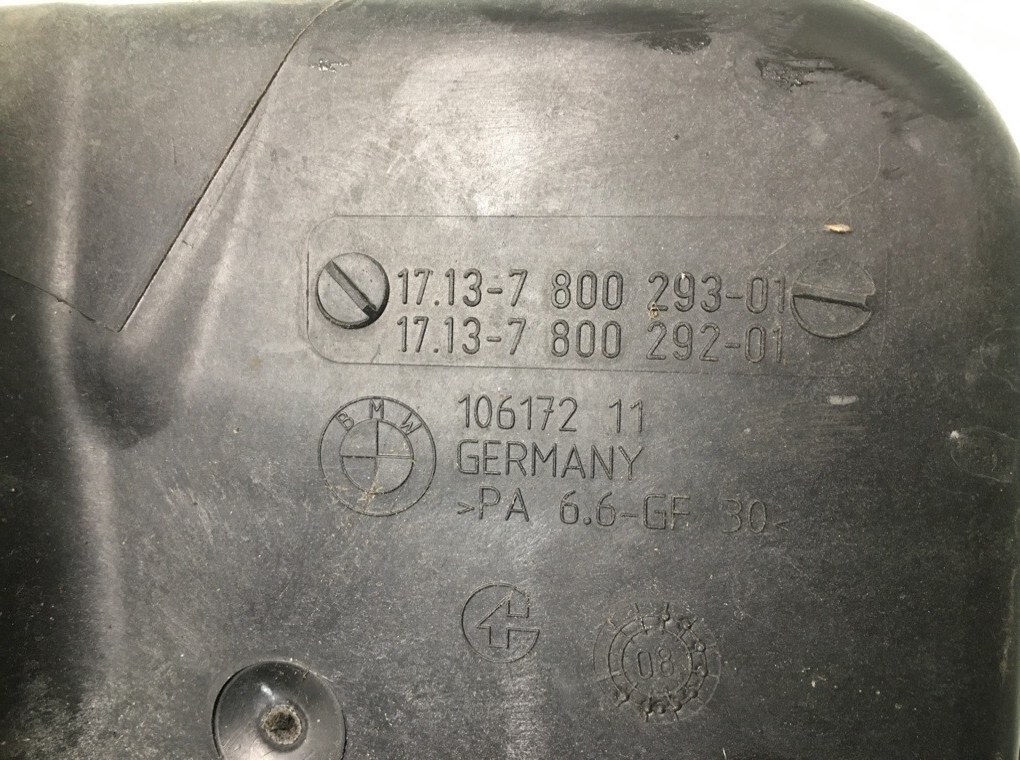 17.13-7 800 293-01
17.13-7 800 292-01
BMW
106172 11
GERMANY
>PA 6.6-GF 30<
08